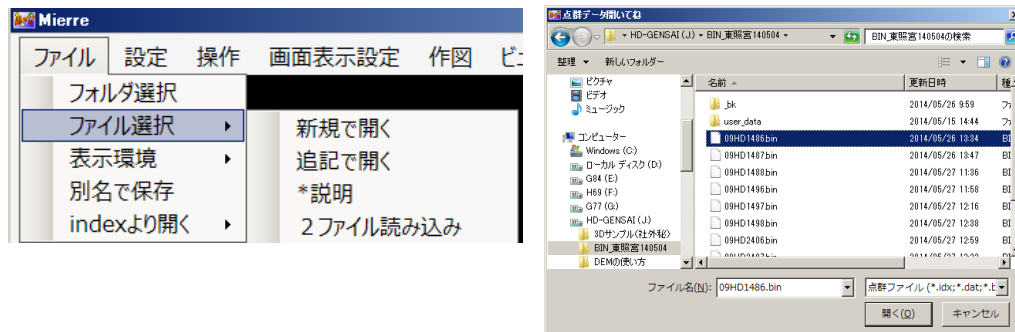 Mierre
ファイル 設定 操作 画面表示設定 作図
フォルダ選択
ファイル選択
表示環境
別名で保存
indexより開く
新規で開く
追記で開く
*説明
２ファイル読み込み
点群データ開いてね
HD-GENSAI (J) BIN_東照宮140504
BIN_東照宮140504の検索
整理 新しいフォルダー
ピクチャ
ビデオ
ミュージック
コンピューター
Windows (C:)
ローカル ディスク (D:)
G84 (E:)
H69 (F:)
G77 (G:)
HD-GENSAI (J:)
3Dサンプル(社外秘)
BIN_東照宮140504
DEMの使い方
名前 更新日時
_bk 2014/05/26 9:59
user_data 2014/05/15 14:44
09HD1486.bin 2014/05/26 13:34
09HD1487.bin 2014/05/26 13:47
09HD1488.bin 2014/05/27 11:36
09HD1496.bin 2014/05/27 11:58
09HD1497.bin 2014/05/27 12:16
09HD1498.bin 2014/05/27 12:38
09HD2406.bin 2014/05/27 12:59
ファイル名(N): 09HD1486.bin
点群ファイル (*.idx;*.dat;*.b
開く(O) キャンセル